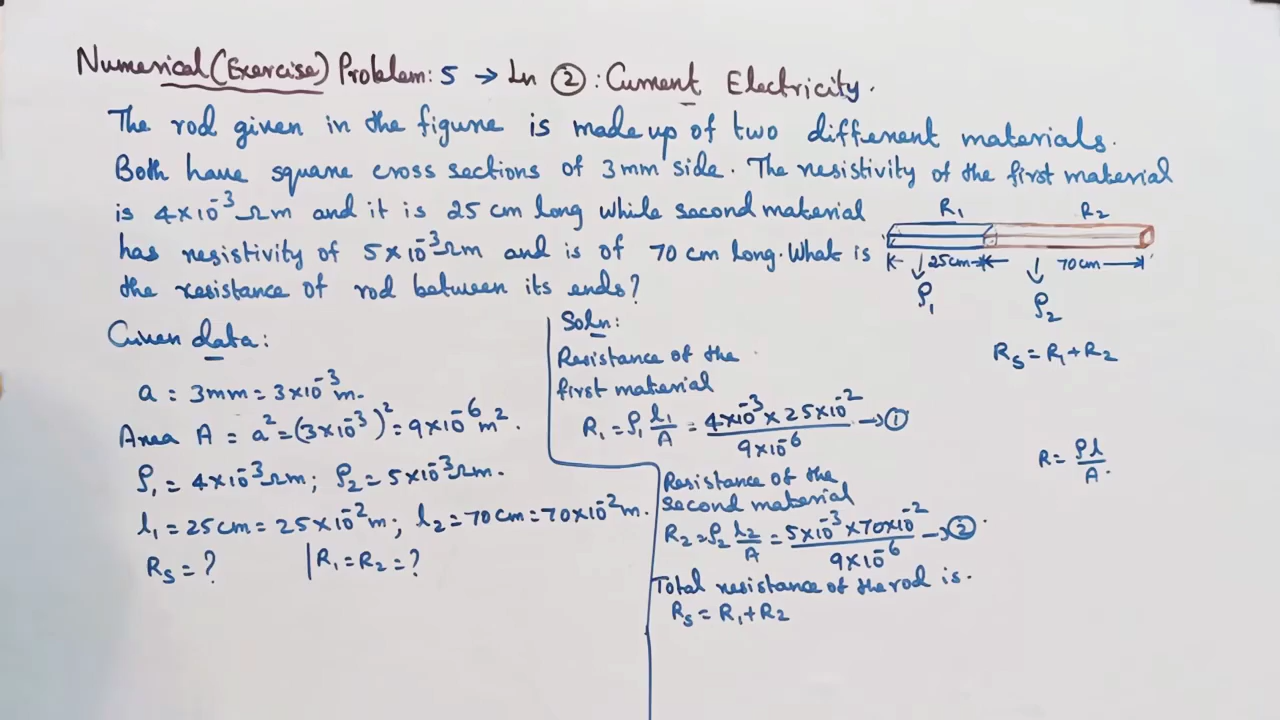 Numerical (Exercise) Problem: 5 → Ln ②: Current Electricity.
The rod given in the figure is made up of two different materials.
Both have square cross sections of 3 mm side. The resistivity of the first material
is 4×10⁻³ Ωm and it is 25 cm long while second material
has resistivity of 5×10⁻³ Ωm and is of 70 cm long. What is
the resistance of rod between its ends?
R₁ R₂
25cm 70cm
ρ₁ ρ₂
Rₛ = R₁ + R₂
R = ρl/A.
Given data:
a = 3mm = 3×10⁻³ m.
Area A = a² = (3×10⁻³)² = 9×10⁻⁶ m².
ρ₁ = 4×10⁻³ Ωm; ρ₂ = 5×10⁻³ Ωm.
l₁ = 25cm = 25×10⁻² m; l₂ = 70cm = 70×10⁻² m.
Rₛ = ? | R₁ = R₂ = ?
Soln:
Resistance of the
first material
R₁ = ρ₁ l₁/A = 4×10⁻³ × 25×10⁻² / 9×10⁻⁶ → ①
Resistance of the
second material
R₂ = ρ₂ l₂/A = 5×10⁻³ × 70×10⁻² / 9×10⁻⁶ → ②
Total resistance of the rod is.
Rₛ = R₁ + R₂